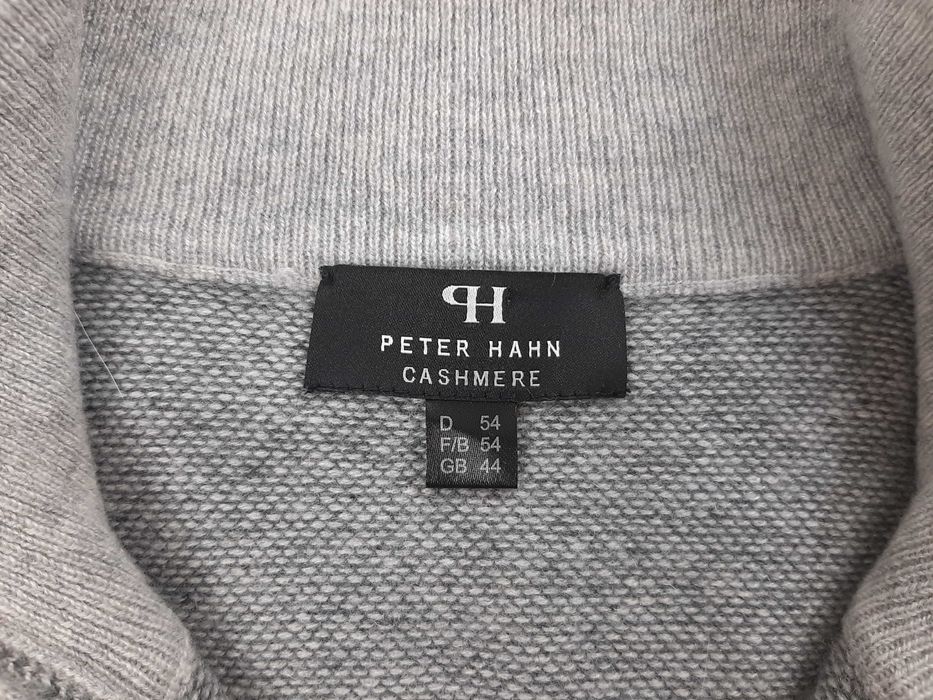 PH
PETER HAHN
CASHMERE
D 54
F/B 54
GB 44